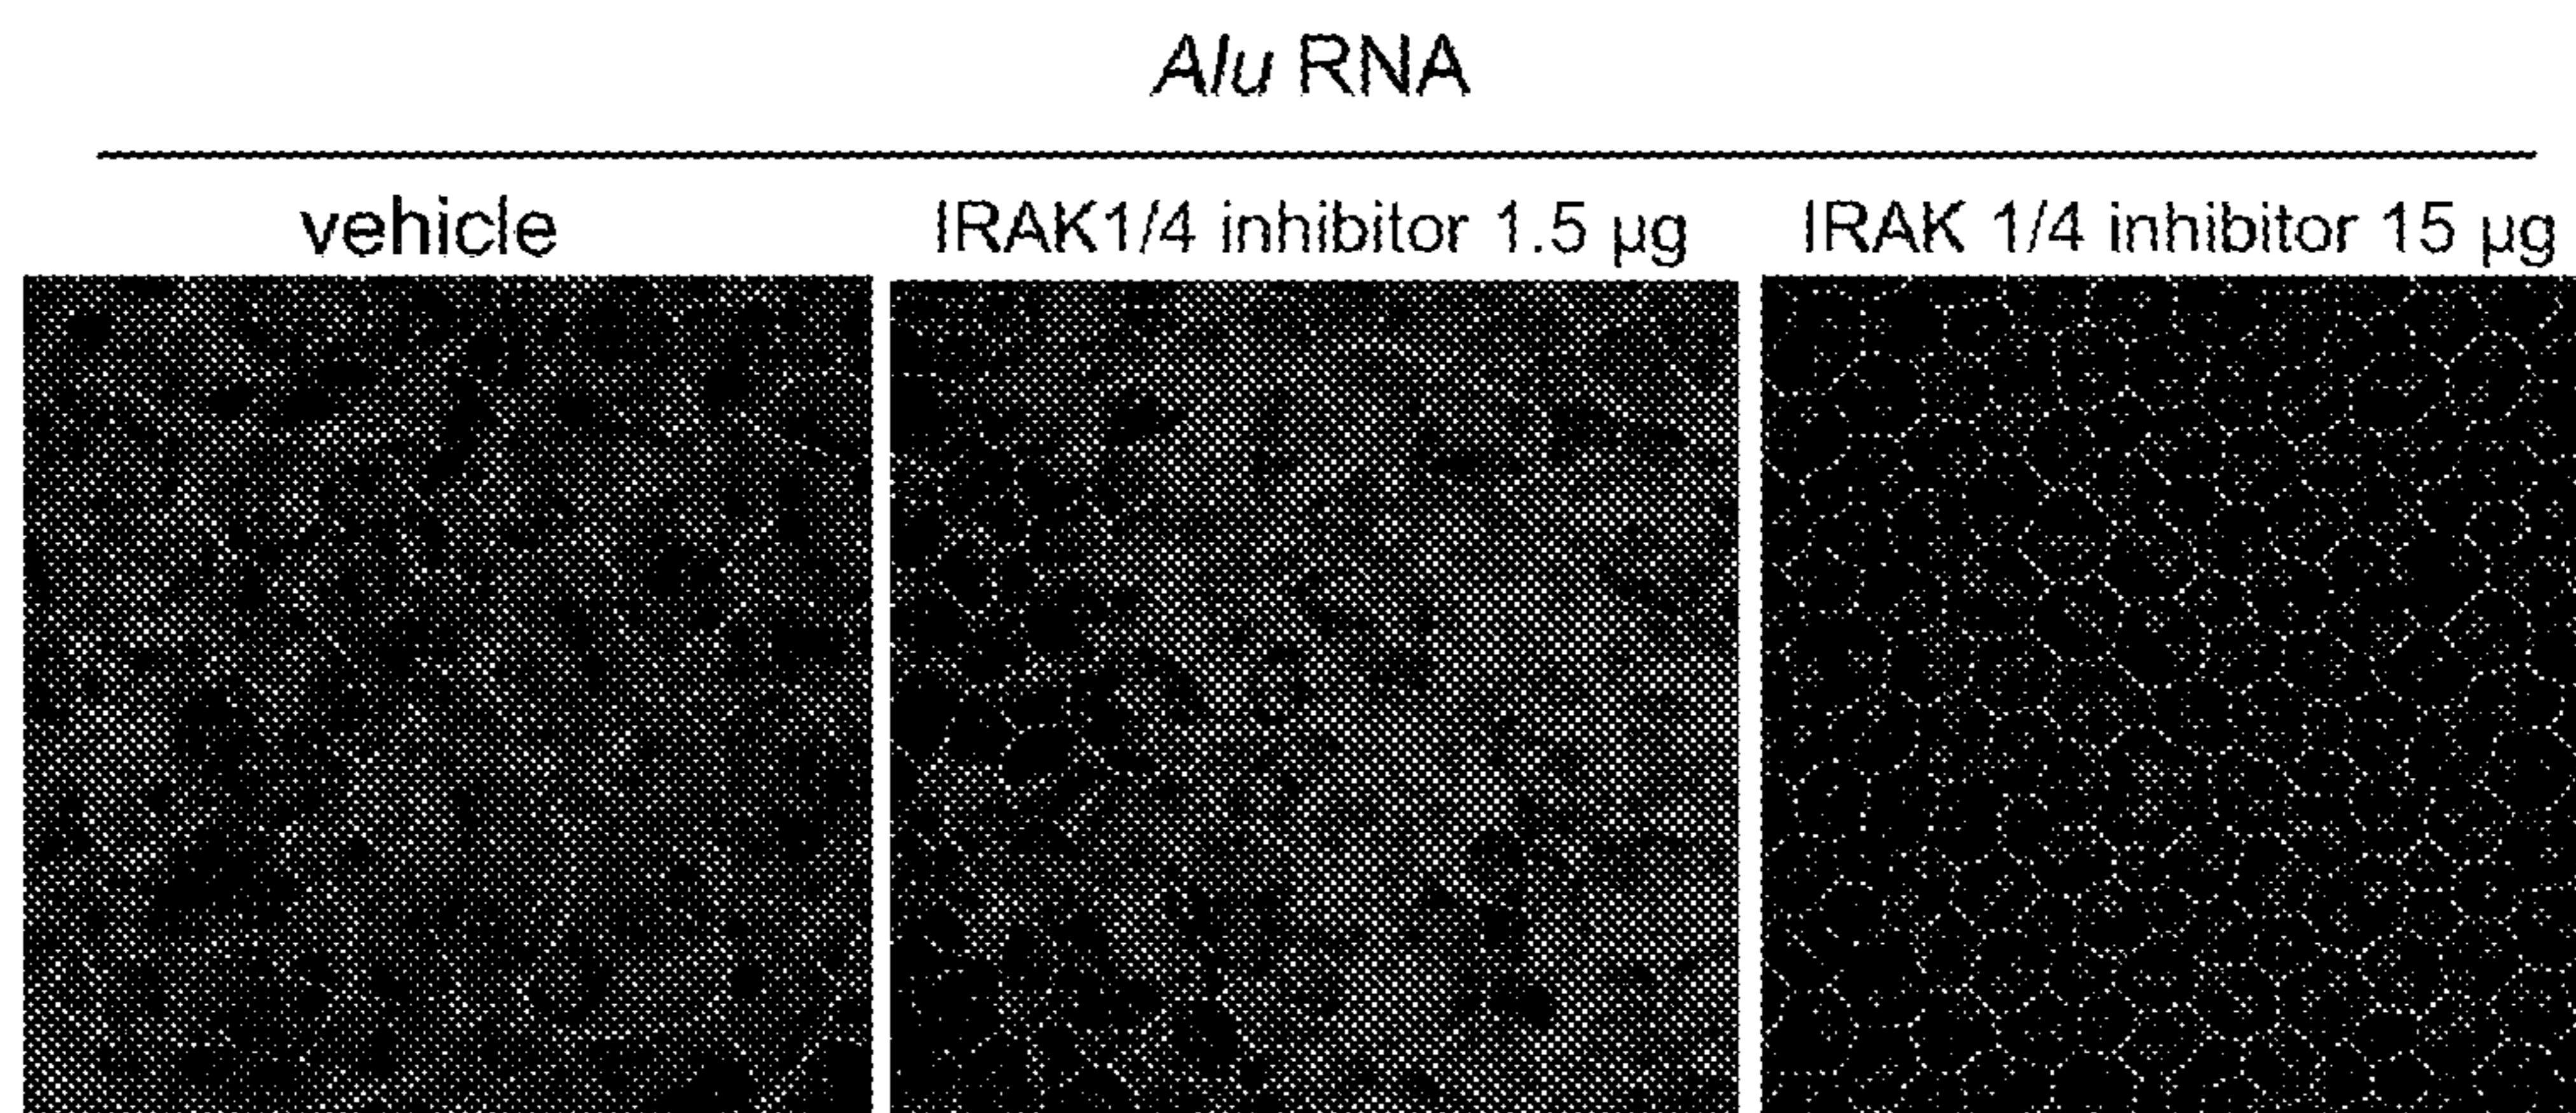 Alu RNA
vehicle
IRAK1/4 inhibitor 1.5 µg
IRAK 1/4 inhibitor 15 µg